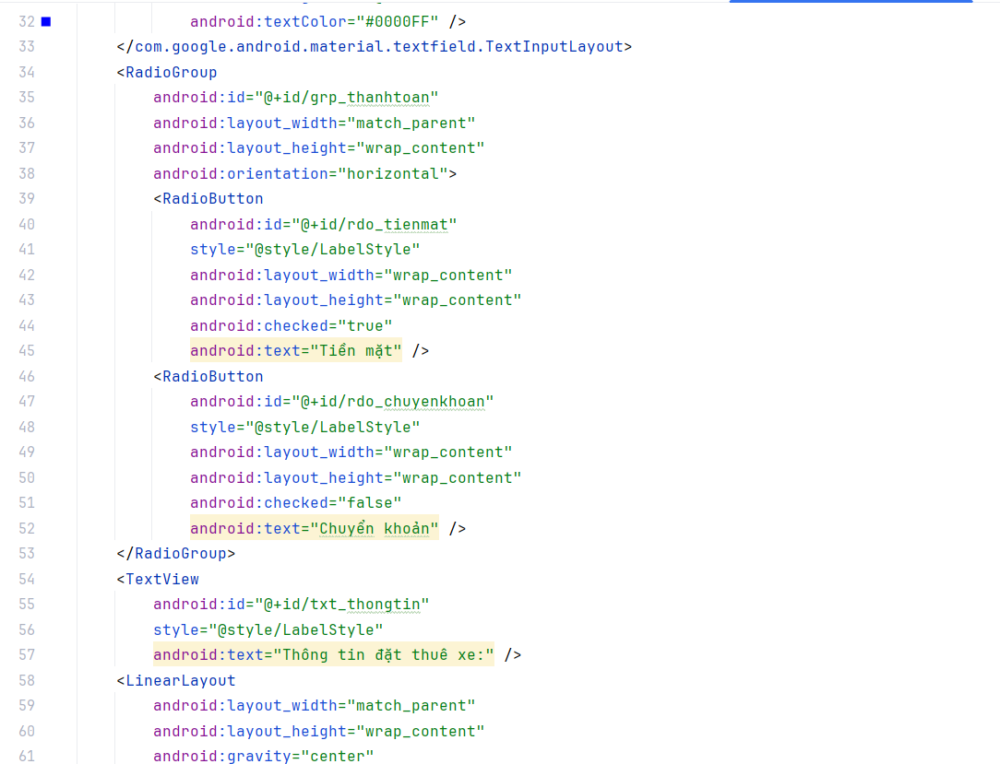 32 android:textColor="#0000FF" />
33 </com.google.android.material.textfield.TextInputLayout>
34 <RadioGroup
35 android:id="@+id/grp_thanhtoan"
36 android:layout_width="match_parent"
37 android:layout_height="wrap_content"
38 android:orientation="horizontal">
39 <RadioButton
40 android:id="@+id/rdo_tienmat"
41 style="@style/LabelStyle"
42 android:layout_width="wrap_content"
43 android:layout_height="wrap_content"
44 android:checked="true"
45 android:text="Tiền mặt" />
46 <RadioButton
47 android:id="@+id/rdo_chuyenkhoan"
48 style="@style/LabelStyle"
49 android:layout_width="wrap_content"
50 android:layout_height="wrap_content"
51 android:checked="false"
52 android:text="Chuyển khoản" />
53 </RadioGroup>
54 <TextView
55 android:id="@+id/txt_thongtin"
56 style="@style/LabelStyle"
57 android:text="Thông tin đặt thuê xe:" />
58 <LinearLayout
59 android:layout_width="match_parent"
60 android:layout_height="wrap_content"
61 android:gravity="center"